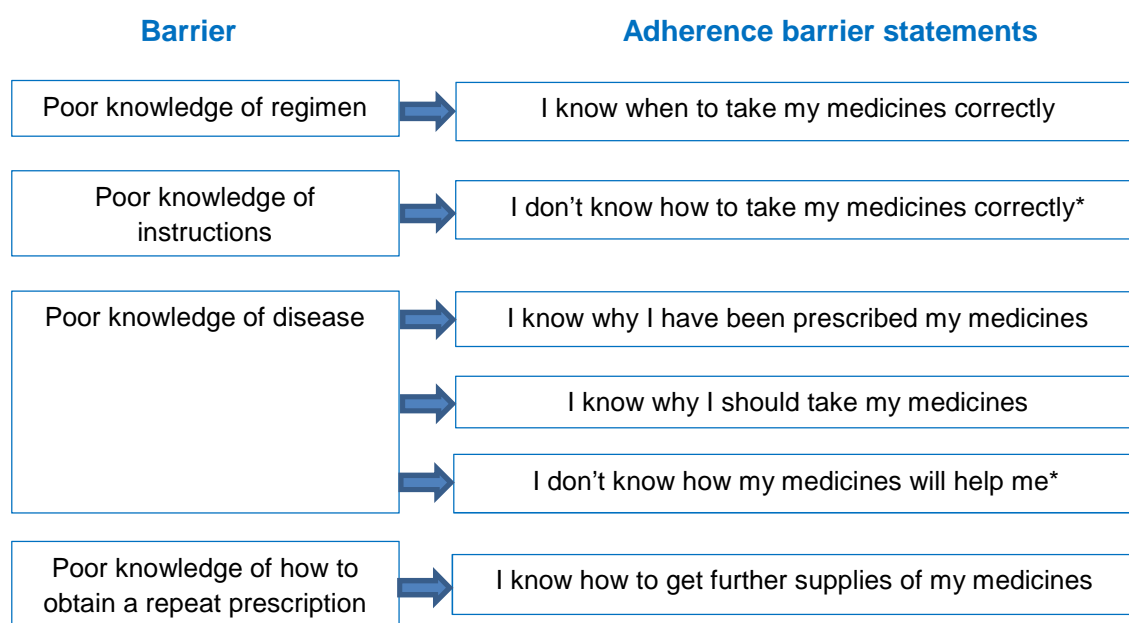 Barrier
Adherence barrier statements
Poor knowledge of regimen
I know when to take my medicines correctly
Poor knowledge of
instructions
I don’t know how to take my medicines correctly*
Poor knowledge of disease
I know why I have been prescribed my medicines
I know why I should take my medicines
I don’t know how my medicines will help me*
Poor knowledge of how to
obtain a repeat prescription
I know how to get further supplies of my medicines